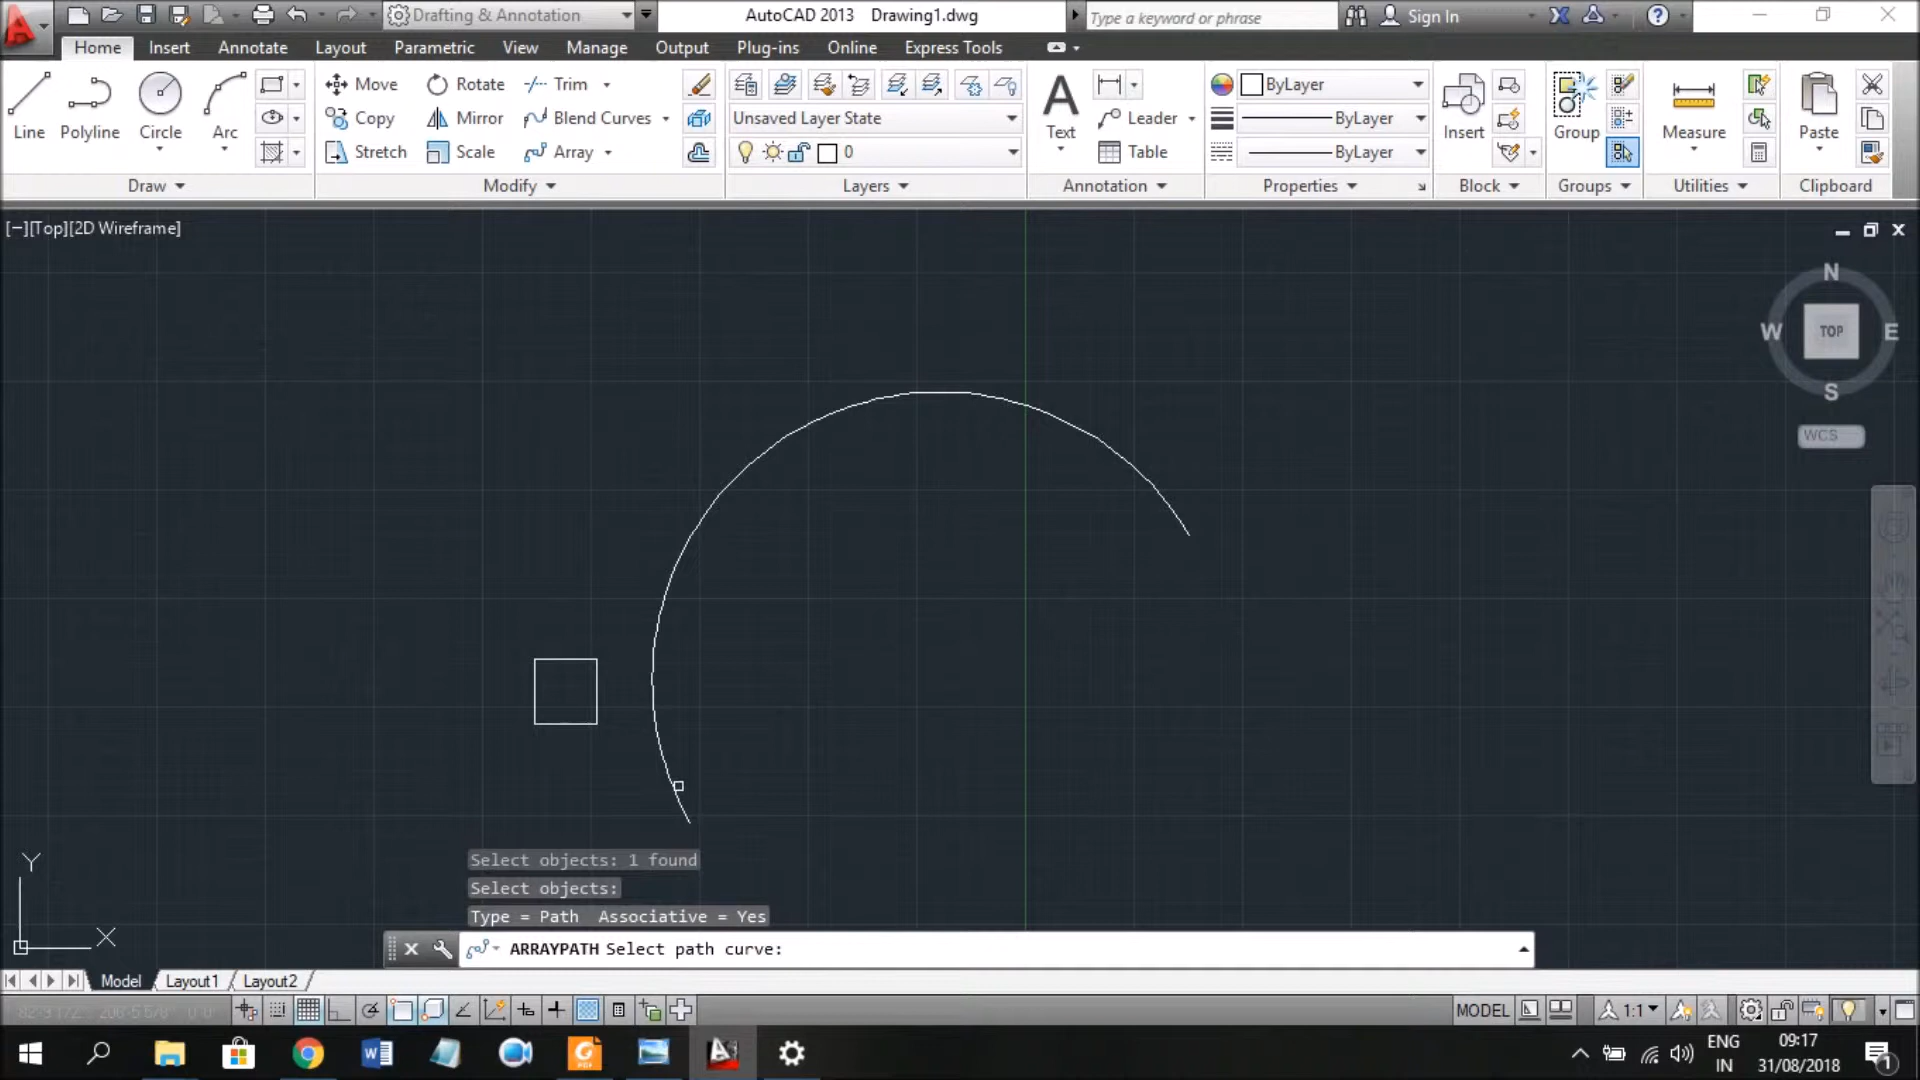 Drafting & Annotation
AutoCAD 2013 Drawing1.dwg
Type a keyword or phrase
Sign In
Home Insert Annotate Layout Parametric View Manage Output Plug-ins Online Express Tools
Line Polyline Circle Arc
Move Rotate Trim
Copy Mirror Blend Curves
Stretch Scale Array
Unsaved Layer State
0
Text
Leader
Table
ByLayer
ByLayer
ByLayer
Insert
Group
Measure
Paste
Draw Modify Layers Annotation Properties Block Groups Utilities Clipboard
[−][Top][2D Wireframe]
N
W TOP E
S
WCS
Y
X
Select objects: 1 found
Select objects:
Type = Path Associative = Yes
ARRAYPATH Select path curve:
Model Layout1 Layout2
MODEL
1:1
ENG
IN
09:17
31/08/2018
1